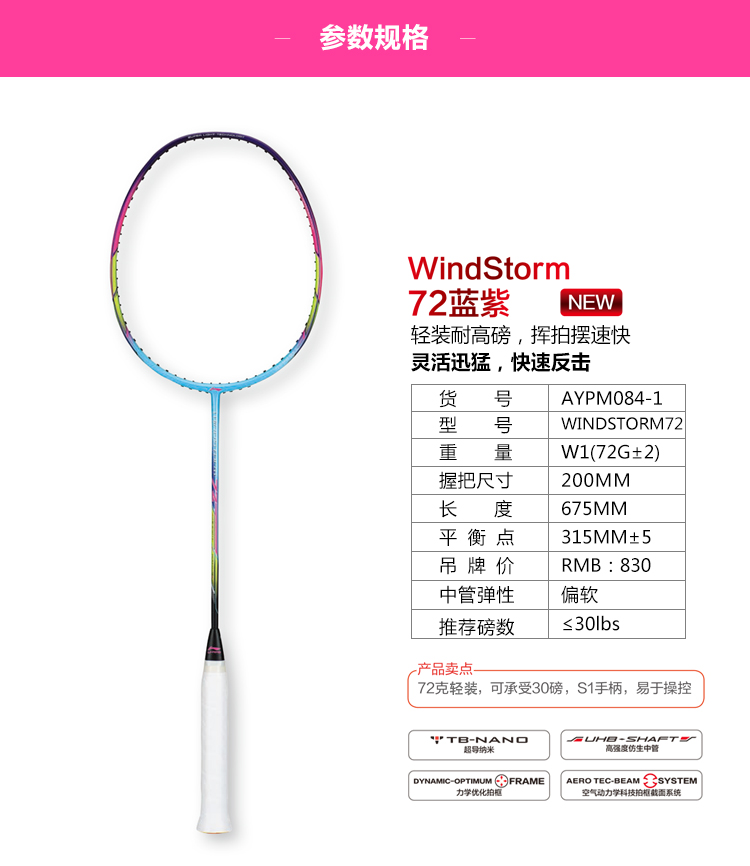 参数规格
WindStorm
72蓝紫 NEW
轻装耐高磅，挥拍摆速快
灵活迅猛，快速反击
货 号 AYPM084-1
型 号 WINDSTORM72
重 量 W1(72G±2)
握把尺寸 200MM
长 度 675MM
平 衡 点 315MM±5
吊 牌 价 RMB：830
中管弹性 偏软
推荐磅数 ≤30lbs
产品卖点
72克轻装，可承受30磅，S1手柄，易于操控
TB-NANO
超导纳米
UHB-SHAFT
高强度仿生中管
DYNAMIC-OPTIMUM FRAME
力学优化拍框
AERO TEC-BEAM SYSTEM
空气动力学科技拍框截面系统